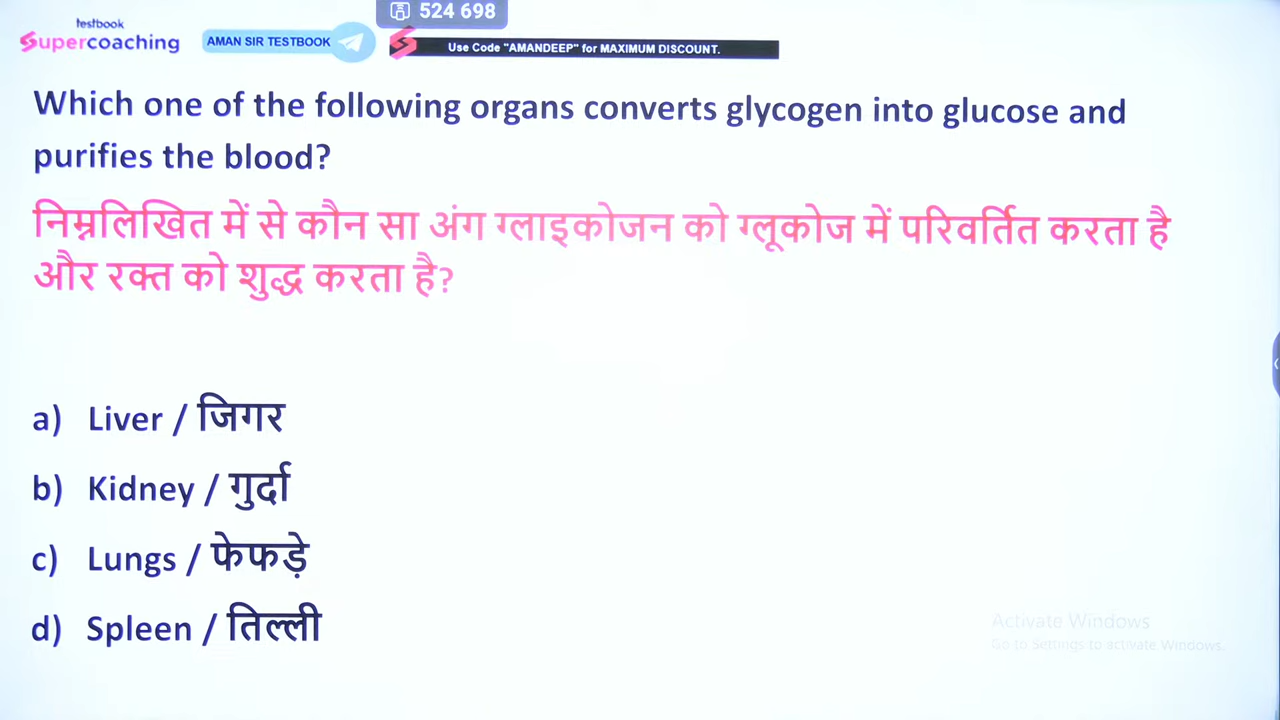 524 698
testbook
Supercoaching
AMAN SIR TESTBOOK
Use Code "AMANDEEP" for MAXIMUM DISCOUNT.
Which one of the following organs converts glycogen into glucose and
purifies the blood?
निम्नलिखित में से कौन सा अंग ग्लाइकोजन को ग्लूकोज में परिवर्तित करता है
और रक्त को शुद्ध करता है?
a) Liver / जिगर
b) Kidney / गुर्दा
c) Lungs / फेफड़े
d) Spleen / तिल्ली
Activate Windows
Go to Settings to activate Windows.